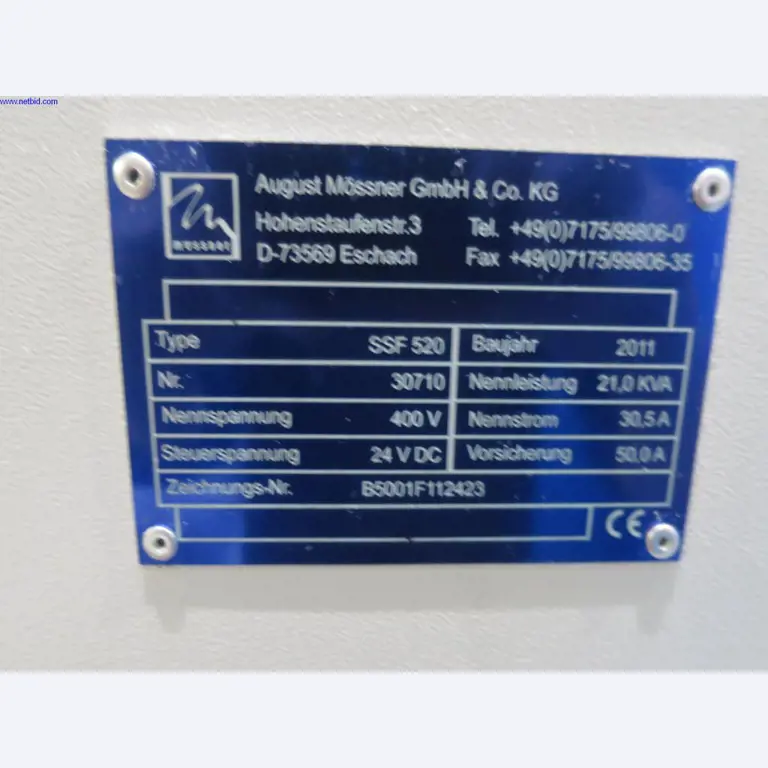 www.netbid.com
August Mössner GmbH & Co. KG
Hohenstaufenstr.3 Tel. +49(0)7175/99806-0
D-73569 Eschach Fax +49(0)7175/99806-35
mössner
Type SSF 520 Baujahr 2011
Nr. 30710 Nennleistung 21,0 KVA
Nennspannung 400 V Nennstrom 30,5 A
Steuerspannung 24 V DC Vorsicherung 50,0 A
Zeichnungs-Nr. B5001F112423
CE